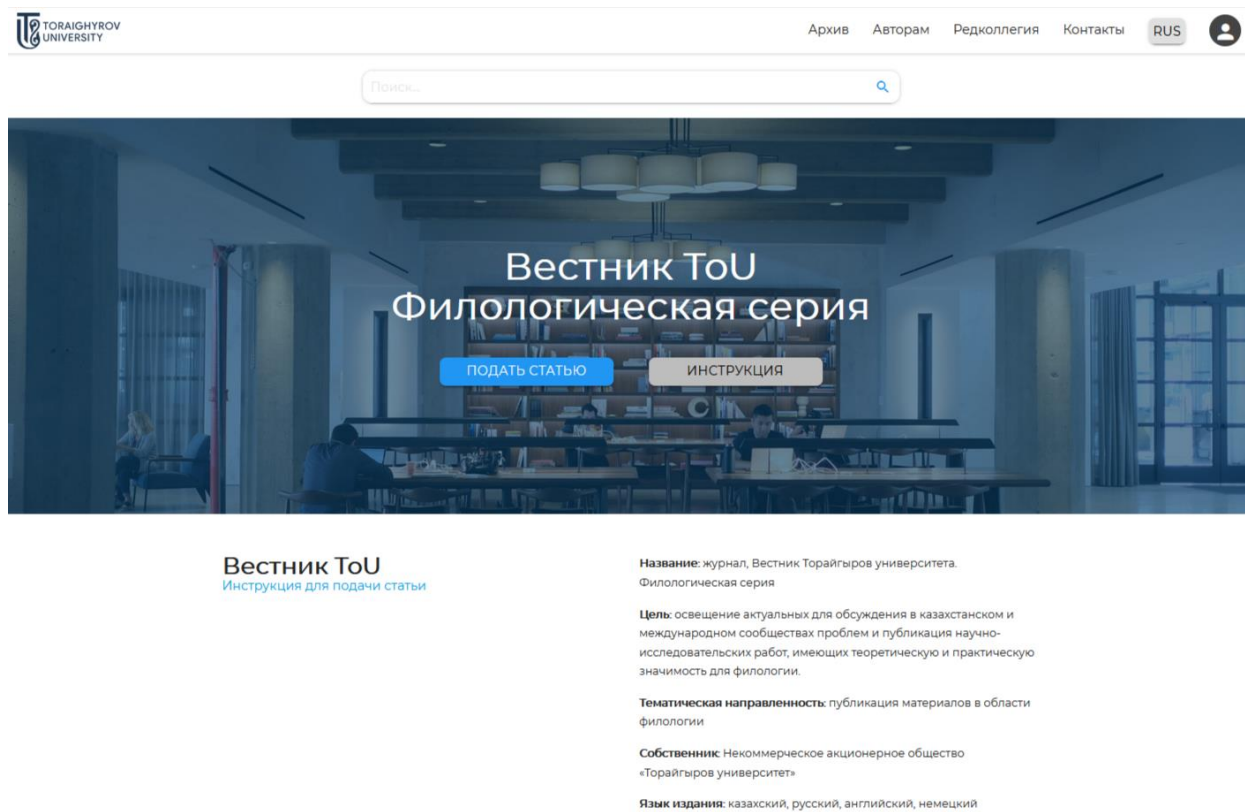 TORAIGHYROV
UNIVERSITY
Архив Авторам Редколлегия Контакты RUS
Поиск...
Вестник ToU
Филологическая серия
ПОДАТЬ СТАТЬЮ ИНСТРУКЦИЯ
Вестник ToU
Инструкция для подачи статьи
Название: журнал, Вестник Торайгыров университета.
Филологическая серия
Цель: освещение актуальных для обсуждения в казахстанском и
международном сообществах проблем и публикация научно-
исследовательских работ, имеющих теоретическую и практическую
значимость для филологии.
Тематическая направленность: публикация материалов в области
филологии
Собственник: Некоммерческое акционерное общество
«Торайгыров университет»
Язык издания: казахский, русский, английский, немецкий